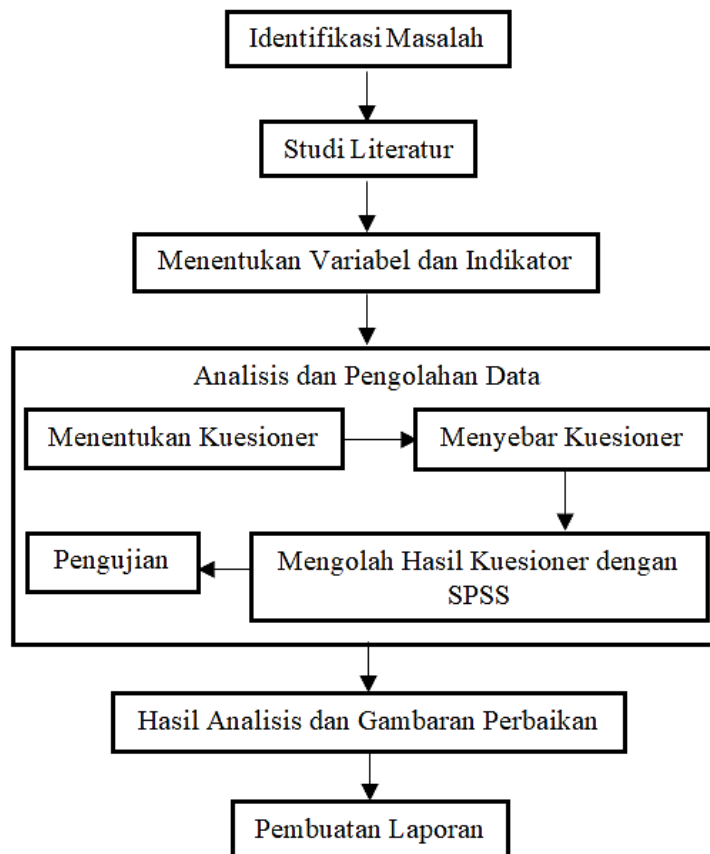 Identifikasi Masalah
Studi Literatur
Menentukan Variabel dan Indikator
Analisis dan Pengolahan Data
Menentukan Kuesioner
Menyebar Kuesioner
Pengujian
Mengolah Hasil Kuesioner dengan
SPSS
Hasil Analisis dan Gambaran Perbaikan
Pembuatan Laporan